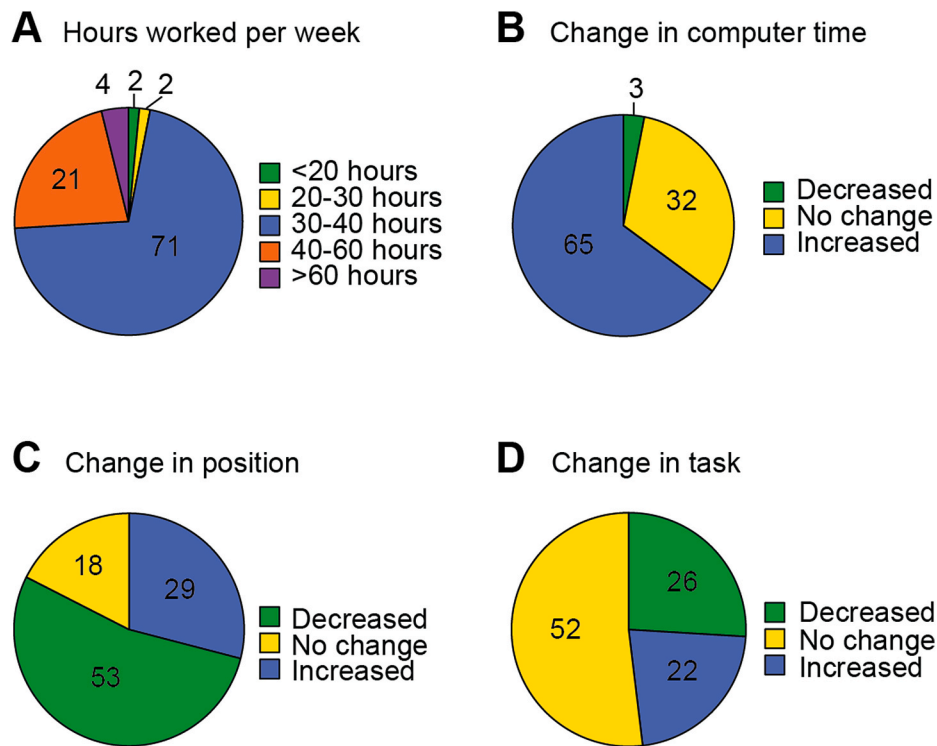 A Hours worked per week
4 2 2
21
71
<20 hours
20-30 hours
30-40 hours
40-60 hours
>60 hours
B Change in computer time
3
32
65
Decreased
No change
Increased
C Change in position
18
29
53
Decreased
No change
Increased
D Change in task
26
52
22
Decreased
No change
Increased